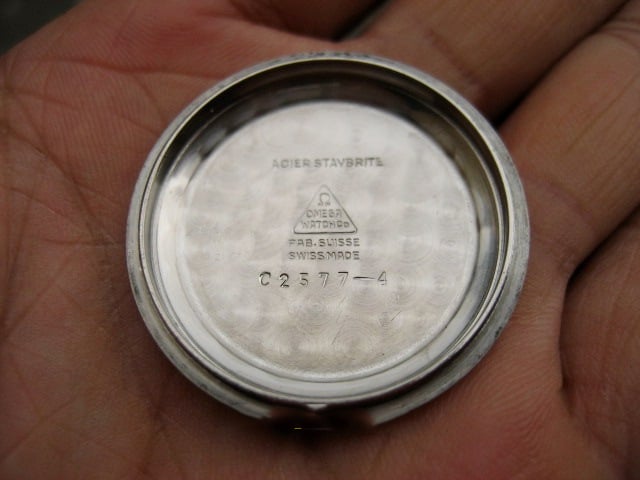 ACIER STAYBRITE
Ω
OMEGA
WATCH Co
FAB. SUISSE
SWISS MADE
C2577-4